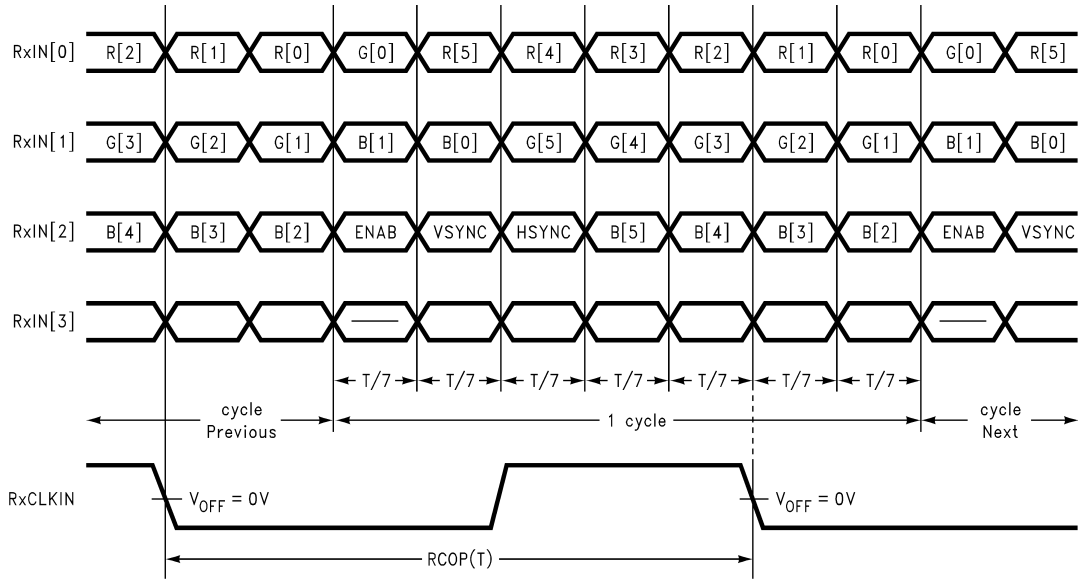 RxIN[0] R[2] R[1] R[0] G[0] R[5] R[4] R[3] R[2] R[1] R[0] G[0] R[5]
RxIN[1] G[3] G[2] G[1] B[1] B[0] G[5] G[4] G[3] G[2] G[1] B[1] B[0]
RxIN[2] B[4] B[3] B[2] ENAB VSYNC HSYNC B[5] B[4] B[3] B[2] ENAB VSYNC
RxIN[3]
T/7 T/7 T/7 T/7 T/7 T/7 T/7
cycle
Previous
1 cycle
cycle
Next
RxCLKIN
VOFF = 0V
VOFF = 0V
RCOP(T)